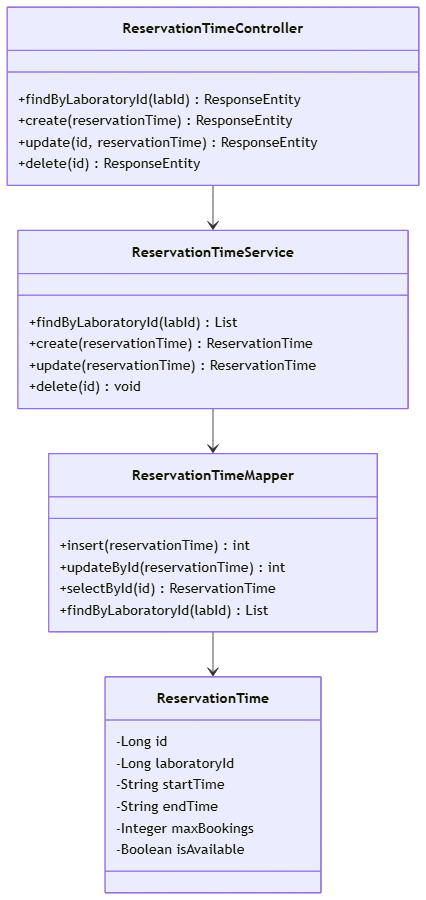 ReservationTimeController
+findByLaboratoryId(labId) : ResponseEntity
+create(reservationTime) : ResponseEntity
+update(id, reservationTime) : ResponseEntity
+delete(id) : ResponseEntity
ReservationTimeService
+findByLaboratoryId(labId) : List
+create(reservationTime) : ReservationTime
+update(reservationTime) : ReservationTime
+delete(id) : void
ReservationTimeMapper
+insert(reservationTime) : int
+updateById(reservationTime) : int
+selectById(id) : ReservationTime
+findByLaboratoryId(labId) : List
ReservationTime
-Long id
-Long laboratoryId
-String startTime
-String endTime
-Integer maxBookings
-Boolean isAvailable